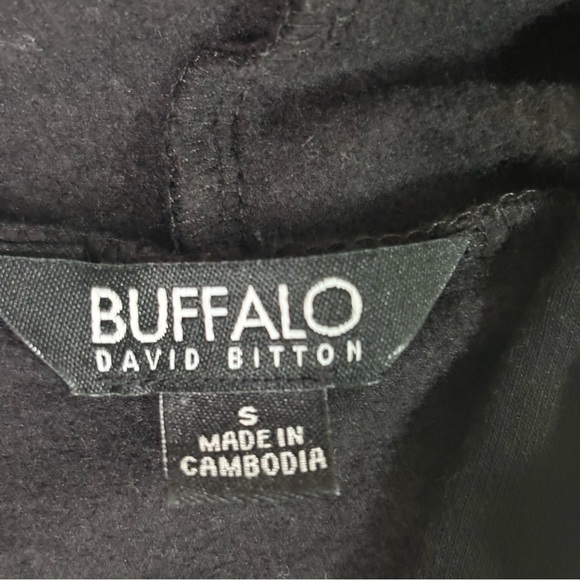 BUFFALO
DAVID BITTON
S
MADE IN
CAMBODIA